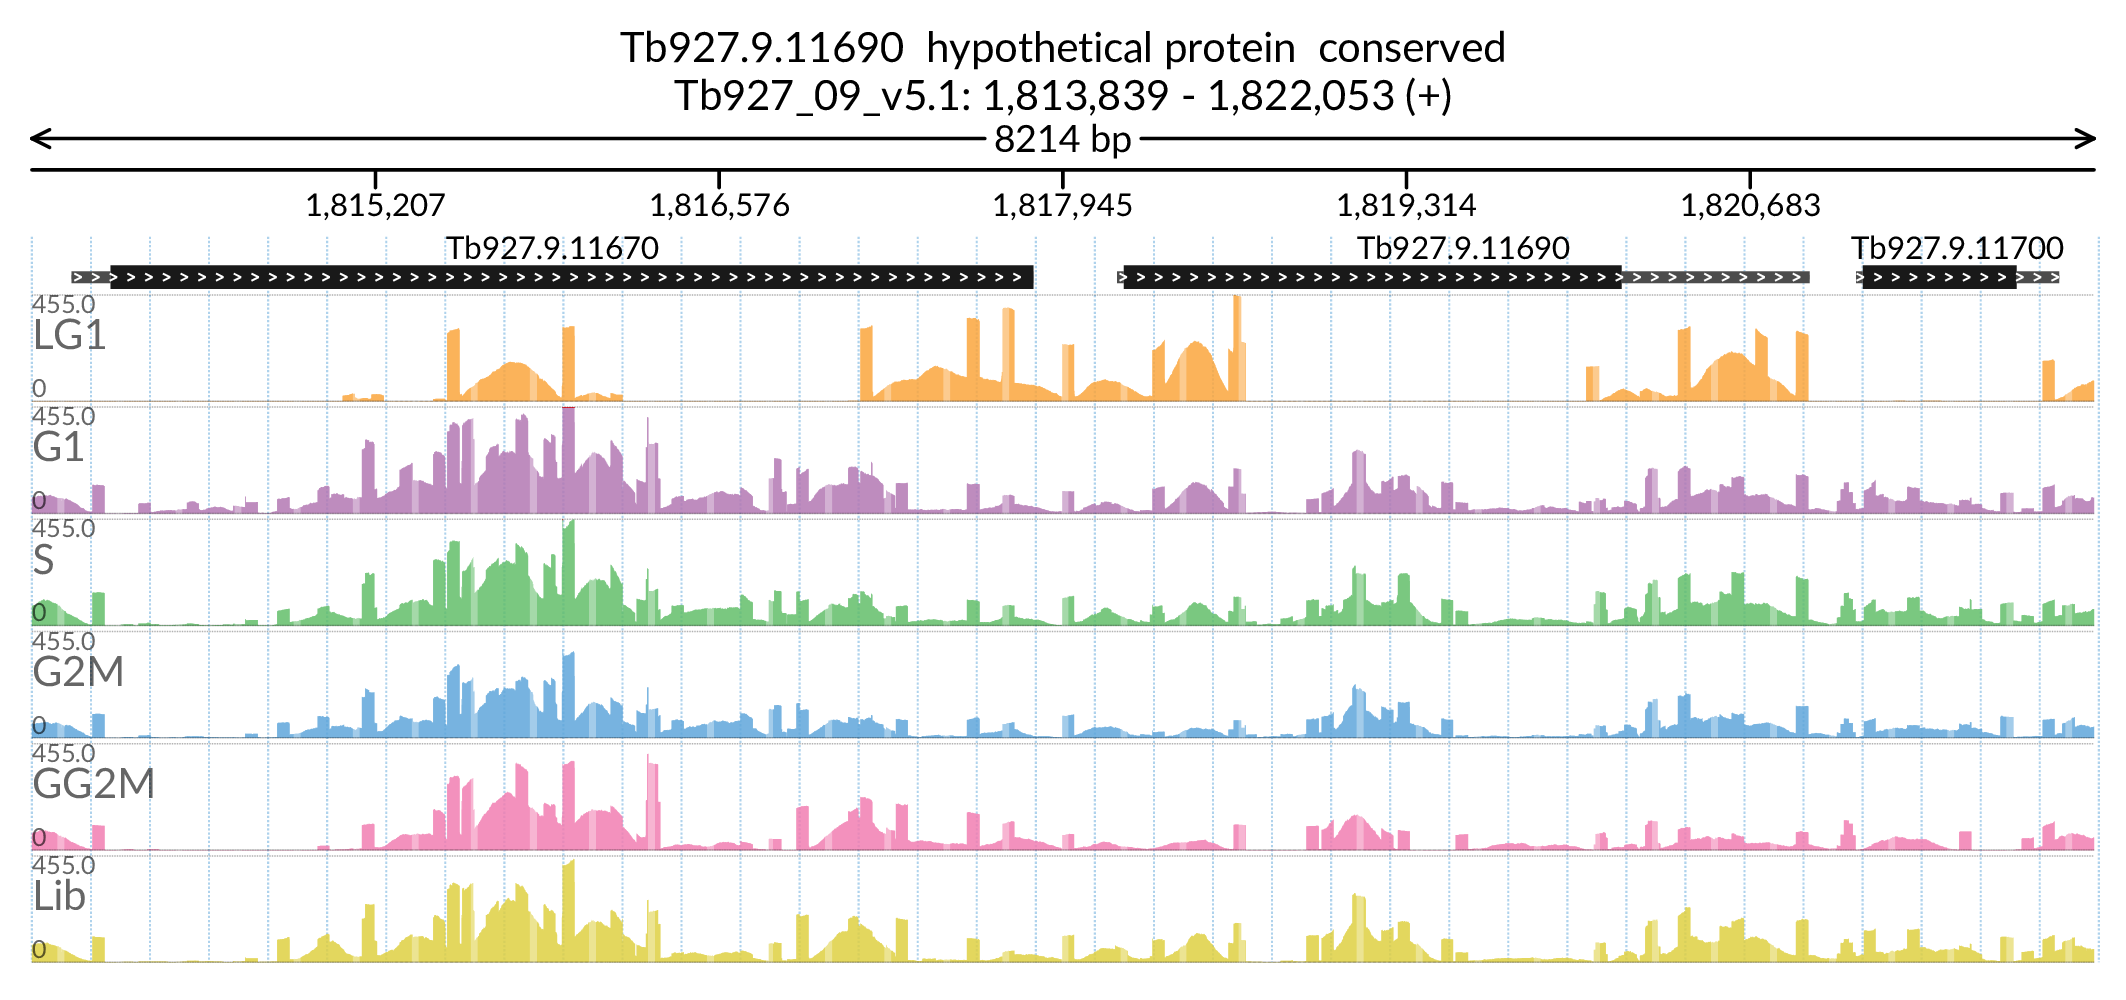 Tb927.9.11690  hypothetical protein  conserved
Tb927_09_v5.1: 1,813,839 - 1,822,053 (+)
8214 bp
1,815,207 1,816,576 1,817,945 1,819,314 1,820,683
Tb927.9.11670 Tb927.9.11690 Tb927.9.11700
455.0
LG1
0
455.0
G1
0
455.0
S
0
455.0
G2M
0
455.0
GG2M
0
455.0
Lib
0